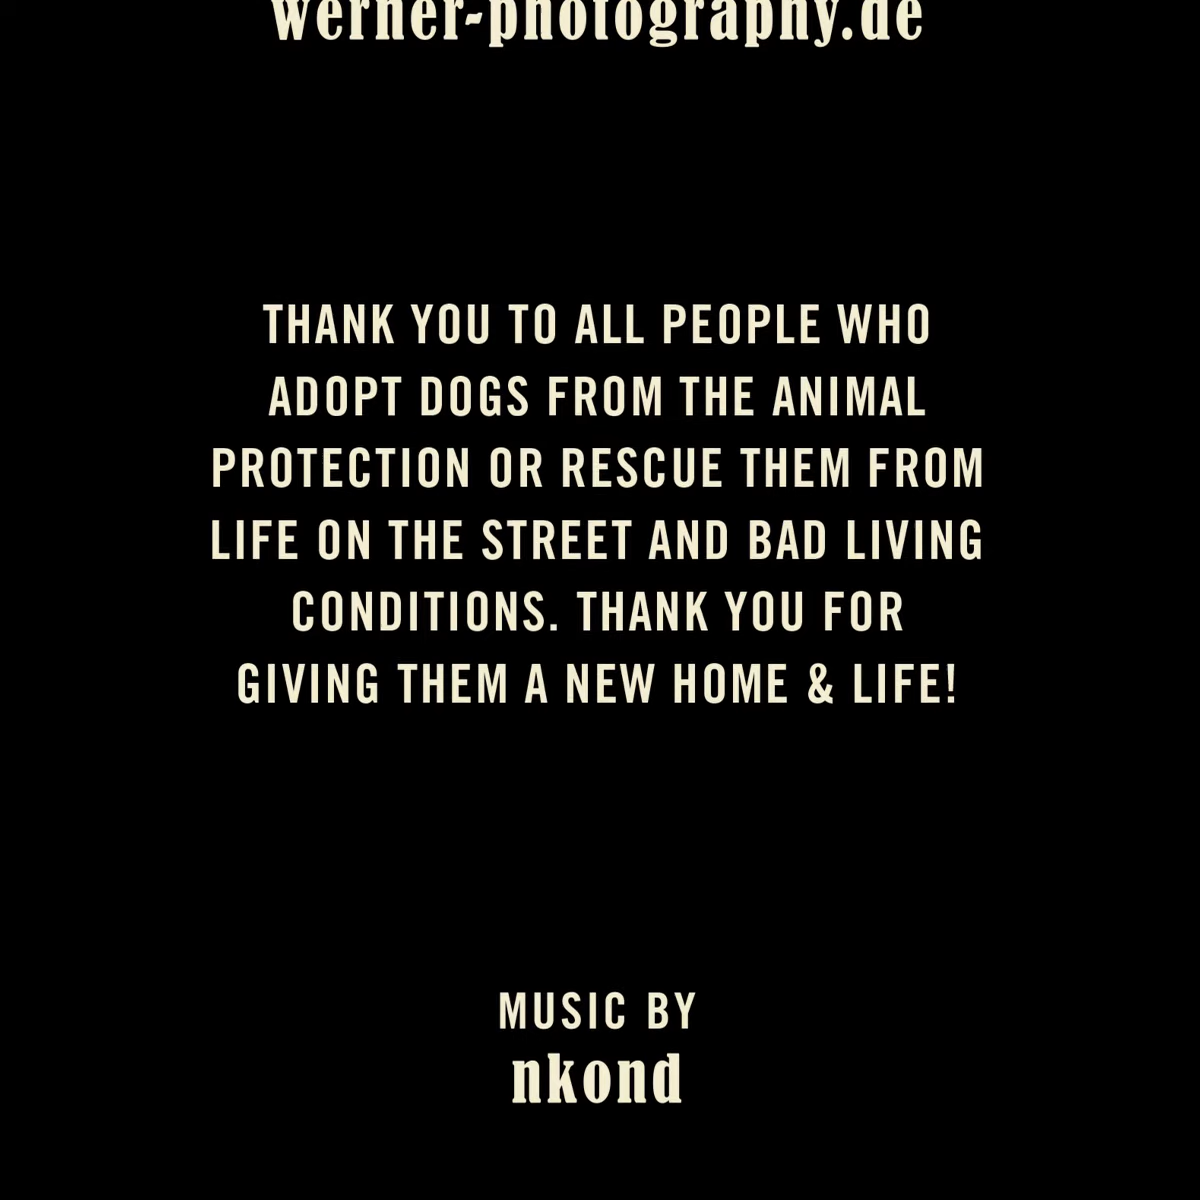 werner-photography.de
THANK YOU TO ALL PEOPLE WHO
ADOPT DOGS FROM THE ANIMAL
PROTECTION OR RESCUE THEM FROM
LIFE ON THE STREET AND BAD LIVING
CONDITIONS. THANK YOU FOR
GIVING THEM A NEW HOME & LIFE!
MUSIC BY
nkond